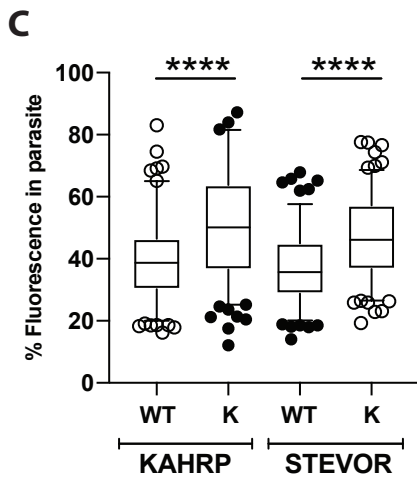 C
**** ****
% Fluorescence in parasite
100
80
60
40
20
0
WT K WT K
KAHRP STEVOR